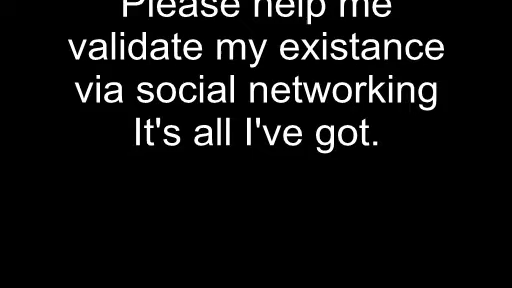 Please help me
validate my existance
via social networking
It's all I've got.